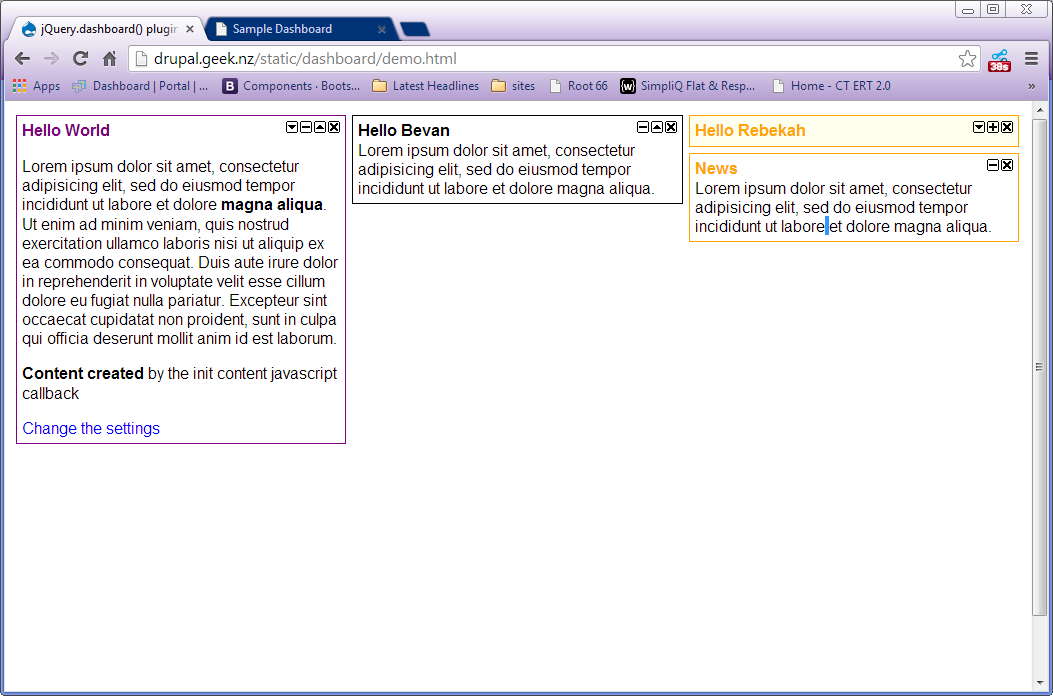 jQuery.dashboard() plugin
Sample Dashboard
drupal.geek.nz/static/dashboard/demo.html
38s
Apps
Dashboard | Portal | ...
B
Components · Boots...
Latest Headlines
sites
Root 66
w
SimpliQ Flat & Resp...
Home - CT ERT 2.0
»
Hello World
Lorem ipsum dolor sit amet, consectetur
adipisicing elit, sed do eiusmod tempor
incididunt ut labore et dolore magna aliqua.
Ut enim ad minim veniam, quis nostrud
exercitation ullamco laboris nisi ut aliquip ex
ea commodo consequat. Duis aute irure dolor
in reprehenderit in voluptate velit esse cillum
dolore eu fugiat nulla pariatur. Excepteur sint
occaecat cupidatat non proident, sunt in culpa
qui officia deserunt mollit anim id est laborum.
Content created by the init content javascript
callback
Change the settings
Hello Bevan
Lorem ipsum dolor sit amet, consectetur
adipisicing elit, sed do eiusmod tempor
incididunt ut labore et dolore magna aliqua.
Hello Rebekah
News
Lorem ipsum dolor sit amet, consectetur
adipisicing elit, sed do eiusmod tempor
incididunt ut labore et dolore magna aliqua.